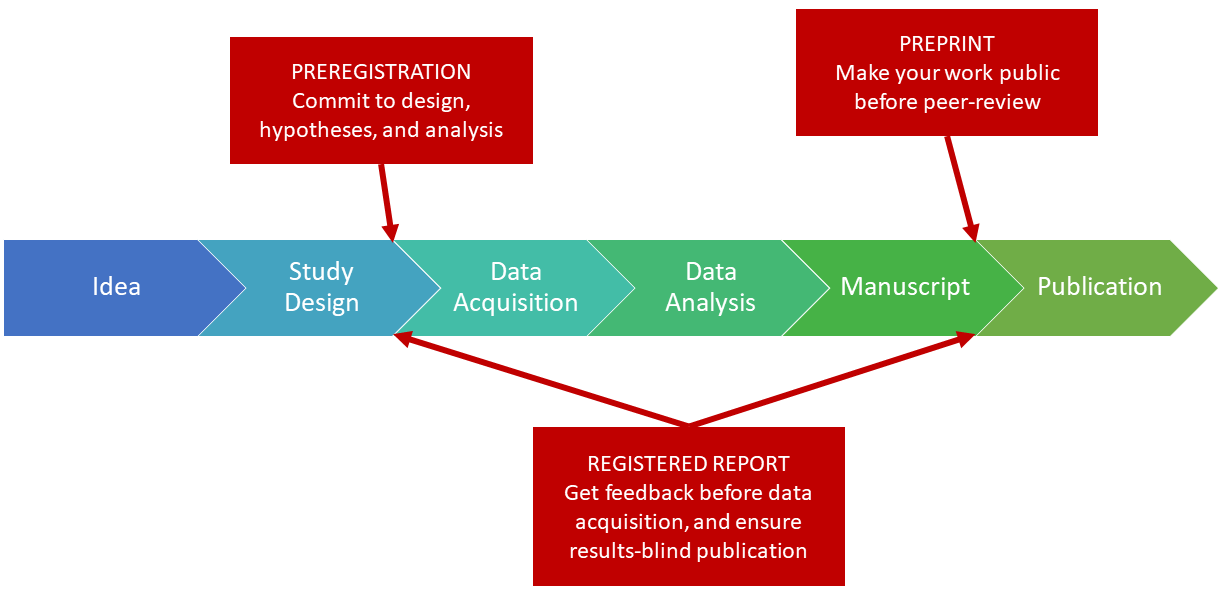 PREREGISTRATION
Commit to design,
hypotheses, and analysis
PREPRINT
Make your work public
before peer-review
Idea
Study
Design
Data
Acquisition
Data
Analysis
Manuscript
Publication
REGISTERED REPORT
Get feedback before data
acquisition, and ensure
results-blind publication